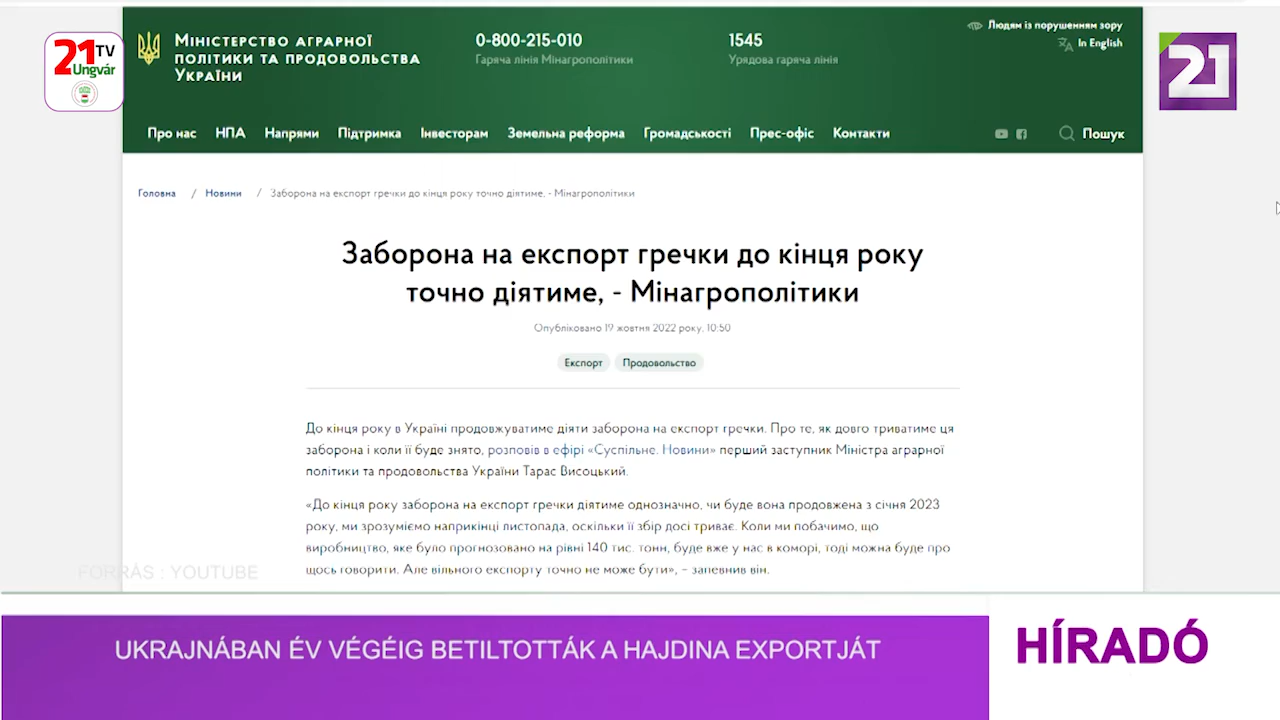 21 TV
Ungvár
21
Міністерство аграрної
політики та продовольства
України
0-800-215-010
Гаряча лінія Мінагрополітики
1545
Урядова гаряча лінія
Людям із порушенням зору
In English
Про нас НПА Напрями Підтримка Інвесторам Земельна реформа Громадськості Прес-офіс Контакти Пошук
Головна / Новини / Заборона на експорт гречки до кінця року точно діятиме, - Мінагрополітики
Заборона на експорт гречки до кінця року
точно діятиме, - Мінагрополітики
Опубліковано 19 жовтня 2022 року, 10:50
Експорт Продовольство
До кінця року в Україні продовжуватиме діяти заборона на експорт гречки. Про те, як довго триватиме ця
заборона і коли її буде знято, розповів в ефірі «Суспільне. Новини» перший заступник Міністра аграрної
політики та продовольства України Тарас Висоцький.
«До кінця року заборона на експорт гречки діятиме однозначно, чи буде вона продовжена з січня 2023
року, ми зрозуміємо наприкінці листопада, оскільки її збір досі триває. Коли ми побачимо, що
виробництво, яке було прогнозовано на рівні 140 тис. тонн, буде вже у нас в коморі, тоді можна буде про
щось говорити. Але вільного експорту точно не може бути», – запевнив він.
FORRÁS : YOUTUBE
UKRAJNÁBAN ÉV VÉGÉIG BETILTOTTÁK A HAJDINA EXPORTJÁT
HÍRADÓ